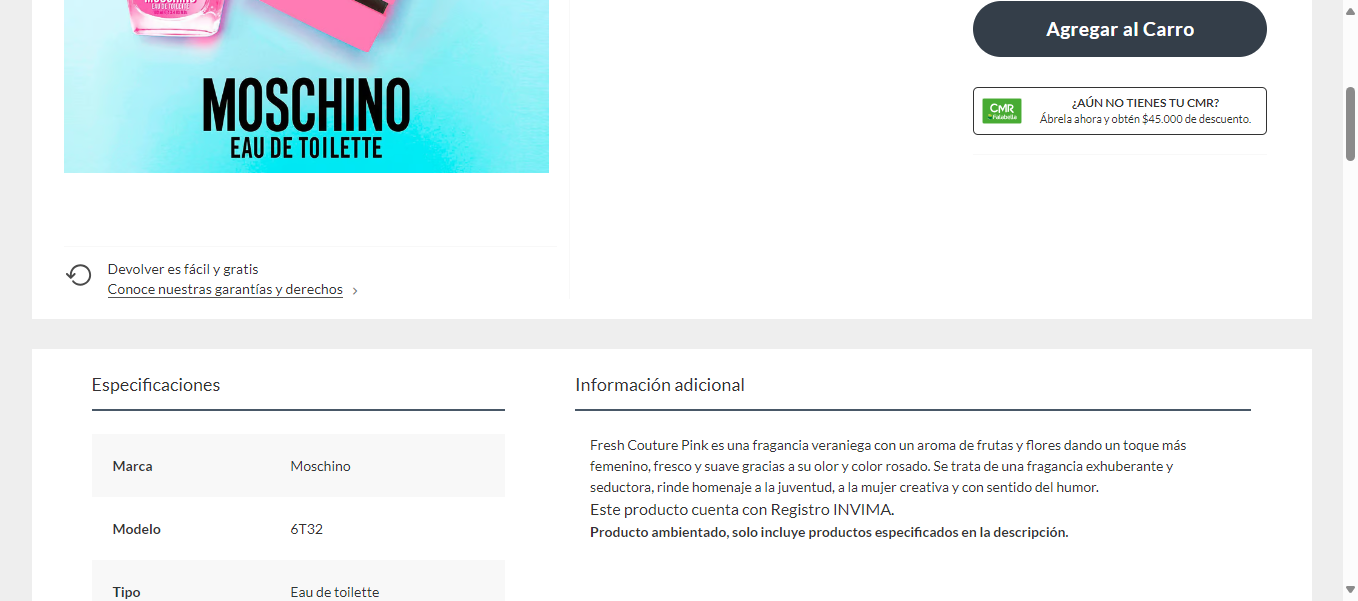 MOSCHINO
EAU DE TOILETTE
MOSCHINO
EAU DE TOILETTE
Agregar al Carro
CMR
Falabella
¿AÚN NO TIENES TU CMR?
Ábrela ahora y obtén $45.000 de descuento.
Devolver es fácil y gratis
Conoce nuestras garantías y derechos
Especificaciones
Marca Moschino
Modelo 6T32
Tipo Eau de toilette
Información adicional
Fresh Couture Pink es una fragancia veraniega con un aroma de frutas y flores dando un toque más
femenino, fresco y suave gracias a su olor y color rosado. Se trata de una fragancia exhuberante y
seductora, rinde homenaje a la juventud, a la mujer creativa y con sentido del humor.
Este producto cuenta con Registro INVIMA.
Producto ambientado, solo incluye productos especificados en la descripción.